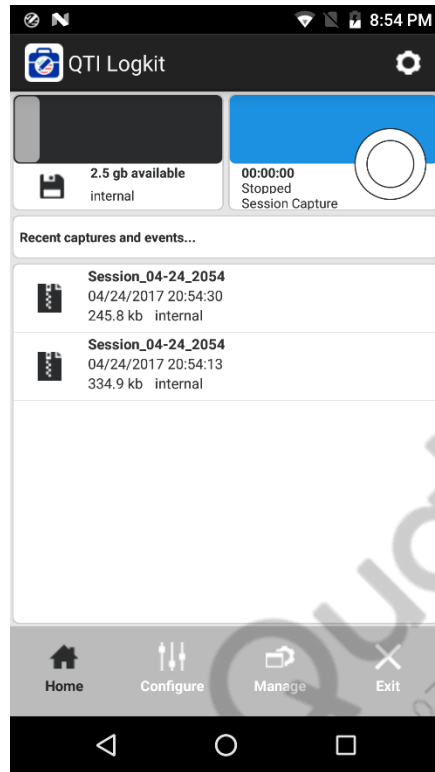 8:54 PM
QTI Logkit
2.5 gb available
internal
00:00:00
Stopped
Session Capture
Recent captures and events...
Session_04-24_2054
04/24/2017 20:54:30
245.8 kb internal
Session_04-24_2054
04/24/2017 20:54:13
334.9 kb internal
Home
Configure
Manage
Exit